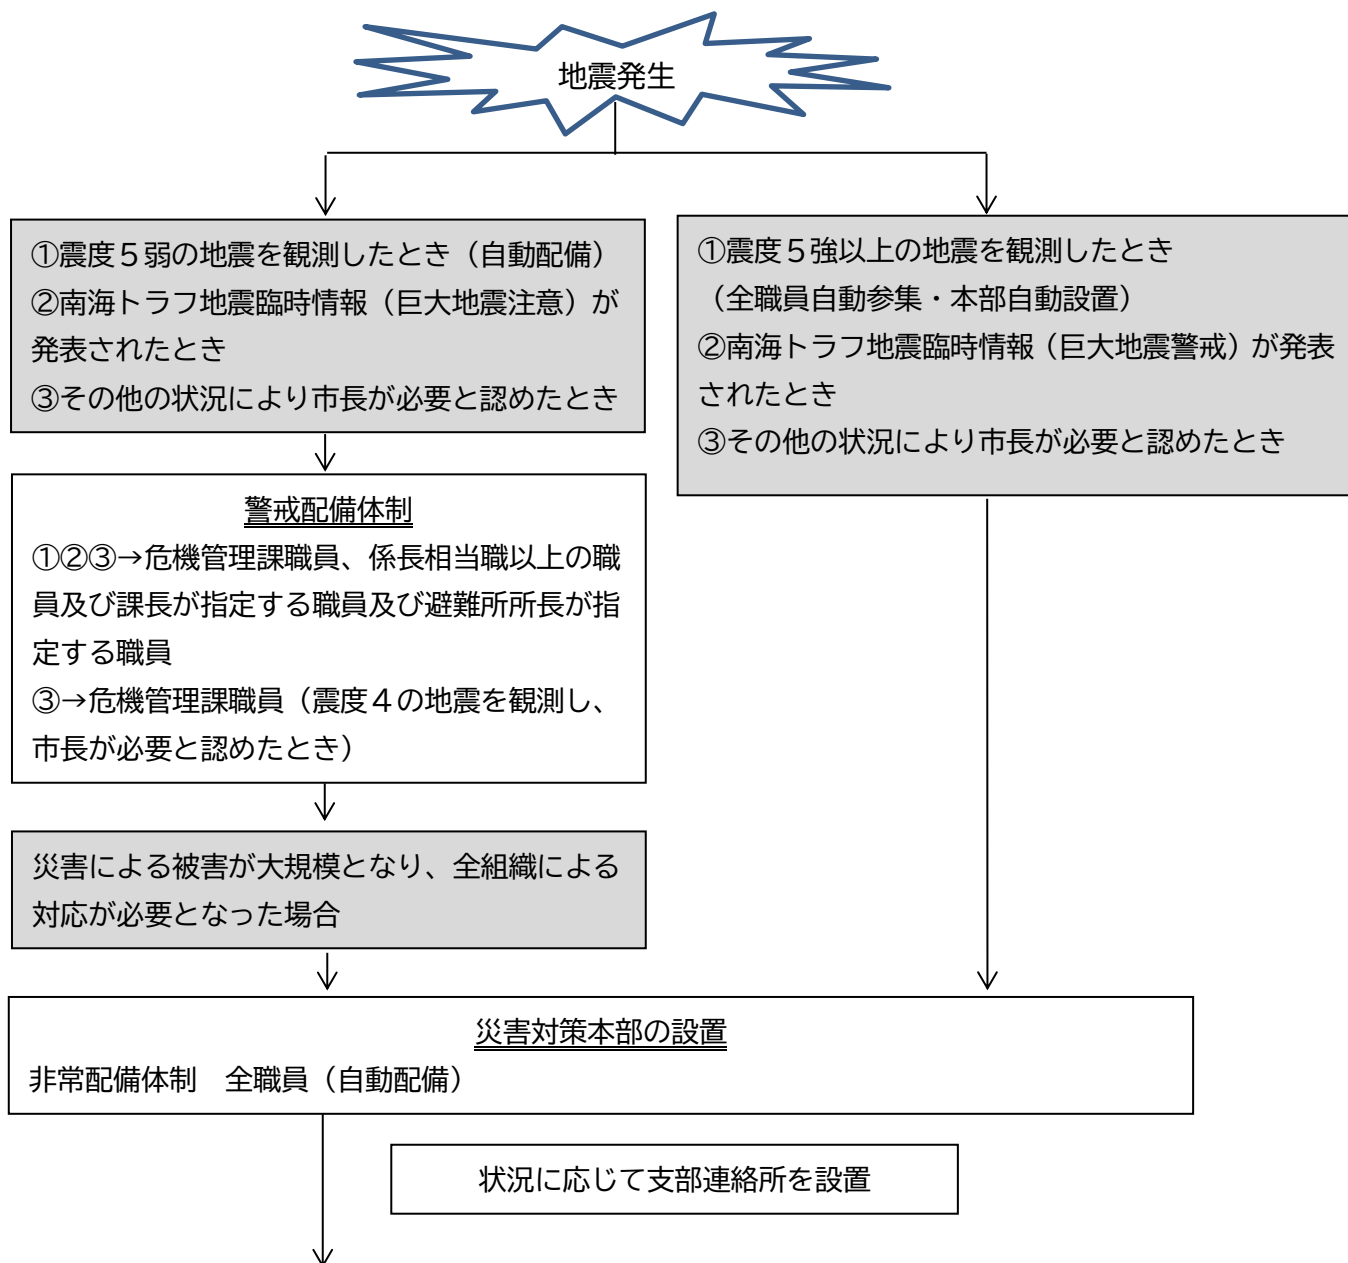 地震発生
①震度５弱の地震を観測したとき（自動配備）
②南海トラフ地震臨時情報（巨大地震注意）が
発表されたとき
③その他の状況により市長が必要と認めたとき
①震度５強以上の地震を観測したとき
（全職員自動参集・本部自動設置）
②南海トラフ地震臨時情報（巨大地震警戒）が発表
されたとき
③その他の状況により市長が必要と認めたとき
警戒配備体制
①②③→危機管理課職員、係長相当職以上の職
員及び課長が指定する職員及び避難所所長が指
定する職員
③→危機管理課職員（震度４の地震を観測し、
市長が必要と認めたとき）
災害による被害が大規模となり、全組織による
対応が必要となった場合
災害対策本部の設置
非常配備体制　全職員（自動配備）
状況に応じて支部連絡所を設置